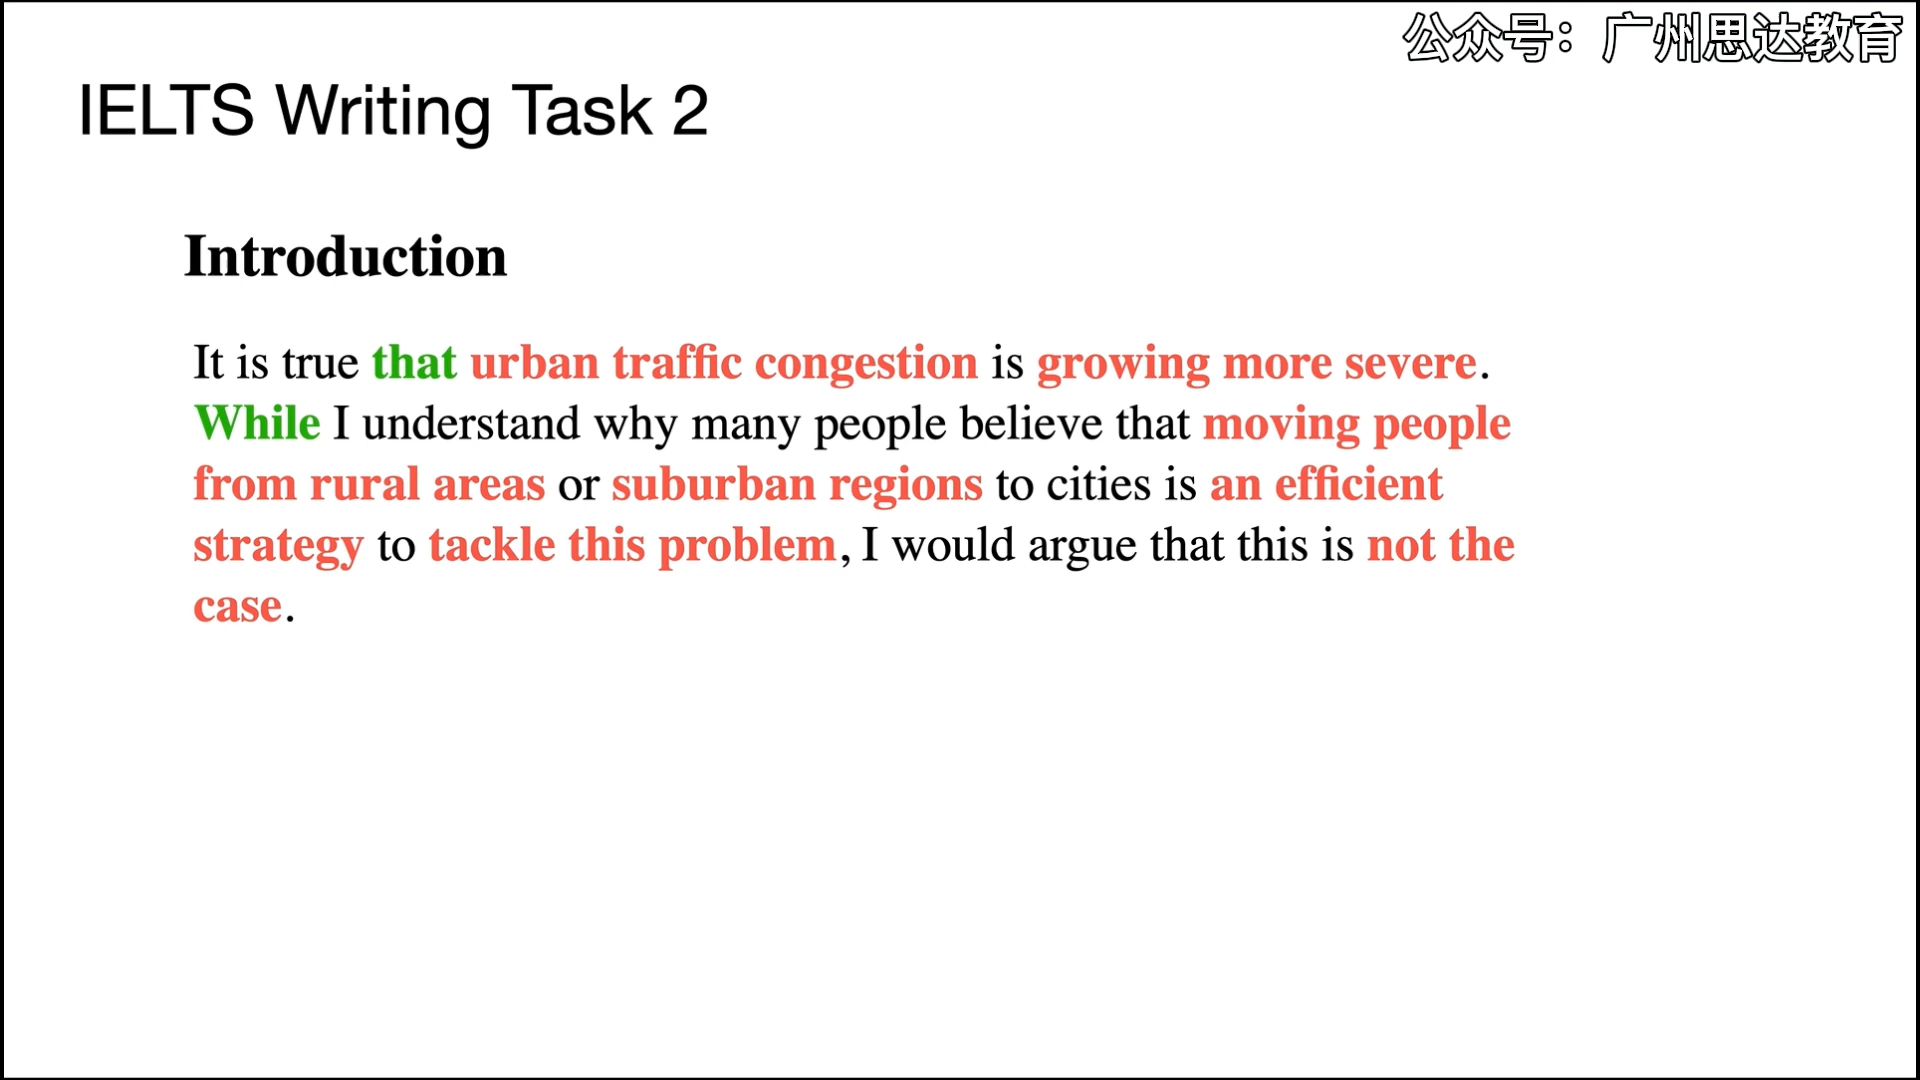 公众号：广州思达教育
IELTS Writing Task 2
Introduction
It is true that urban traffic congestion is growing more severe.
While I understand why many people believe that moving people
from rural areas or suburban regions to cities is an efficient
strategy to tackle this problem, I would argue that this is not the
case.